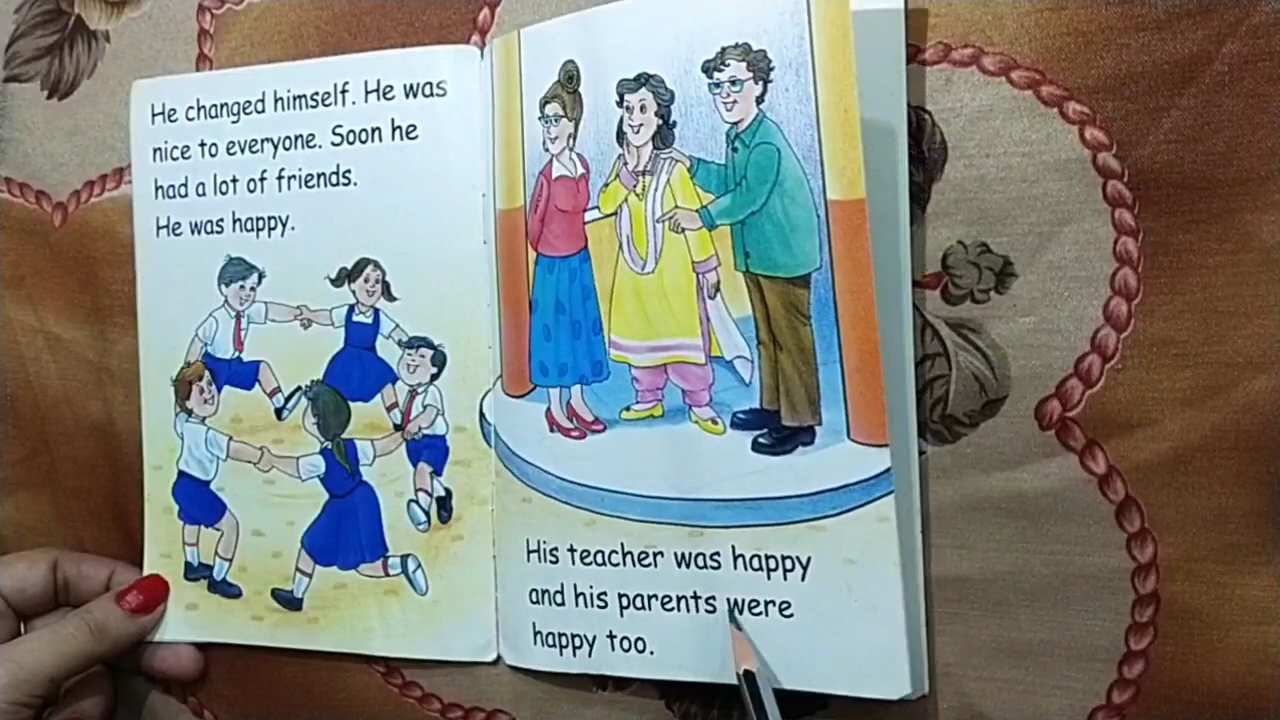 He changed himself. He was
nice to everyone. Soon he
had a lot of friends.
He was happy.
His teacher was happy
and his parents were
happy too.